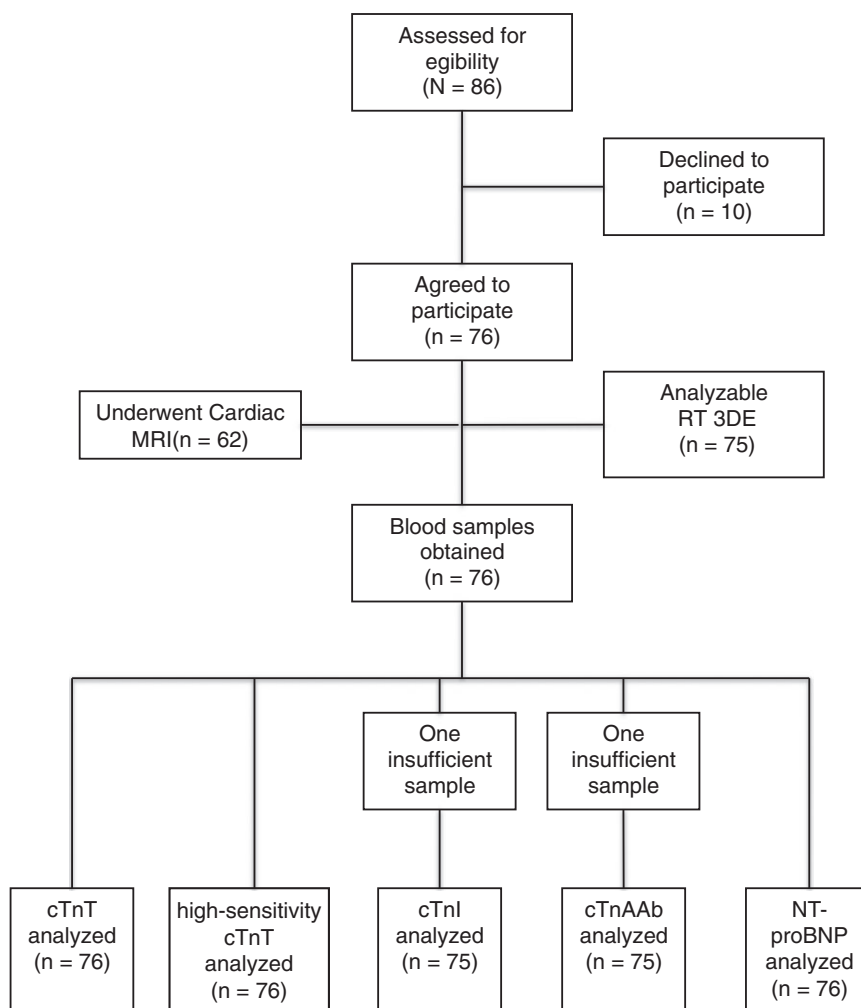 Assessed for
egibility
(N = 86)
Declined to
participate
(n = 10)
Agreed to
participate
(n = 76)
Underwent Cardiac
MRI(n = 62)
Analyzable
RT 3DE
(n = 75)
Blood samples
obtained
(n = 76)
One
insufficient
sample
One
insufficient
sample
cTnT
analyzed
(n = 76)
high-sensitivity
cTnT
analyzed
(n = 76)
cTnI
analyzed
(n = 75)
cTnAAb
analyzed
(n = 75)
NT-
proBNP
analyzed
(n = 76)